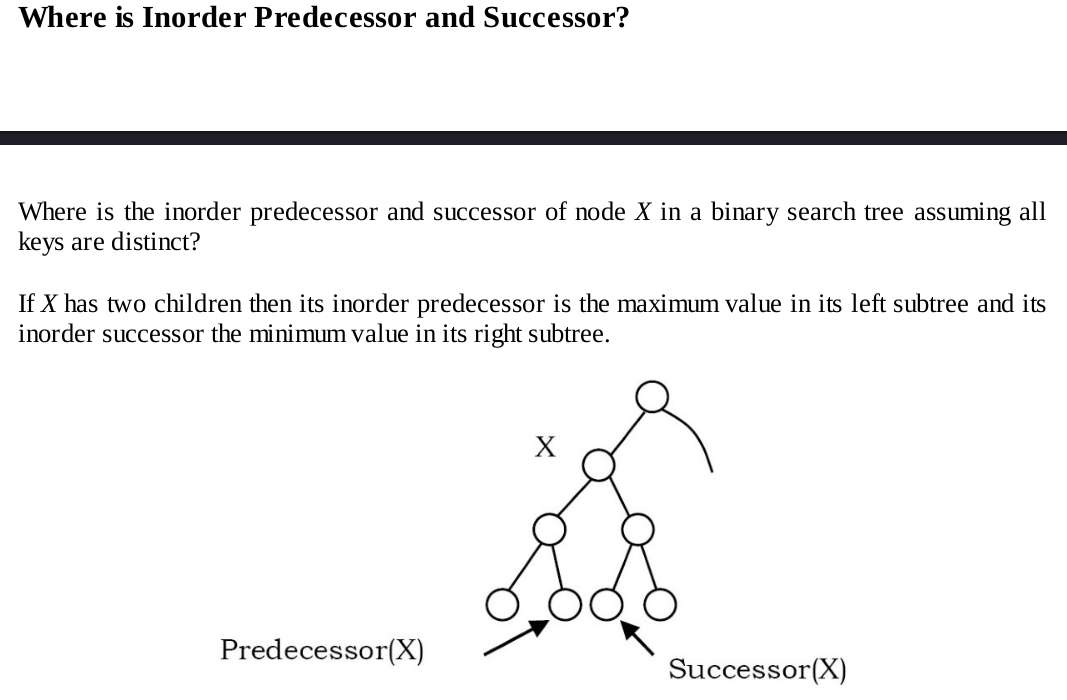 Where is Inorder Predecessor and Successor?
Where is the inorder predecessor and successor of node X in a binary search tree assuming all
keys are distinct?
If X has two children then its inorder predecessor is the maximum value in its left subtree and its
inorder successor the minimum value in its right subtree.
X
Predecessor(X)
Successor(X)